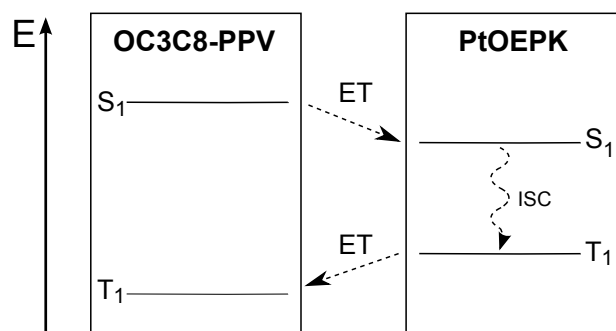 E
OC3C8-PPV
PtOEPK
S₁
ET
S₁
ISC
ET
T₁
T₁